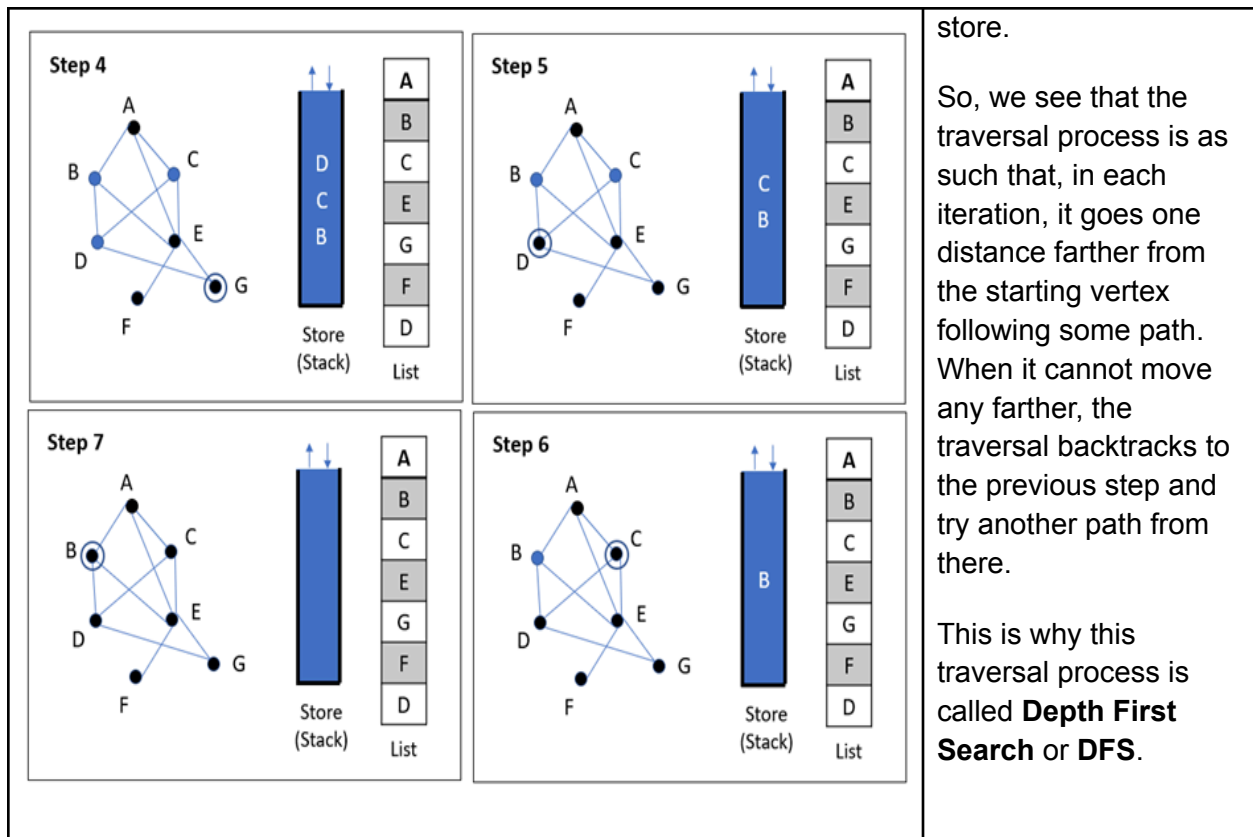 Step 4
A
B
C
D
E
F
G
D
C
B
Store
(Stack)
A
B
C
E
G
F
D
List
Step 5
A
B
C
D
E
F
G
C
B
Store
(Stack)
A
B
C
E
G
F
D
List
Step 7
A
B
C
D
E
F
G
Store
(Stack)
A
B
C
E
G
F
D
List
Step 6
A
B
C
D
E
F
G
B
Store
(Stack)
A
B
C
E
G
F
D
List
store.
So, we see that the
traversal process is as
such that, in each
iteration, it goes one
distance farther from
the starting vertex
following some path.
When it cannot move
any farther, the
traversal backtracks to
the previous step and
try another path from
there.
This is why this
traversal process is
called Depth First
Search or DFS.